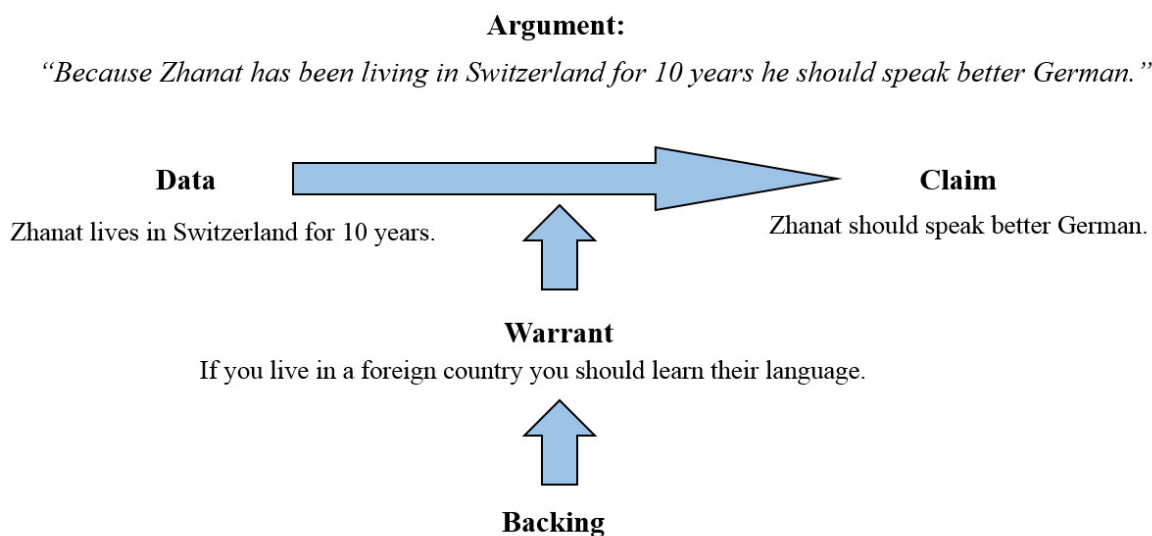 Argument:
“Because Zhanat has been living in Switzerland for 10 years he should speak better German.”
Data
Claim
Zhanat lives in Switzerland for 10 years.
Zhanat should speak better German.
Warrant
If you live in a foreign country you should learn their language.
Backing